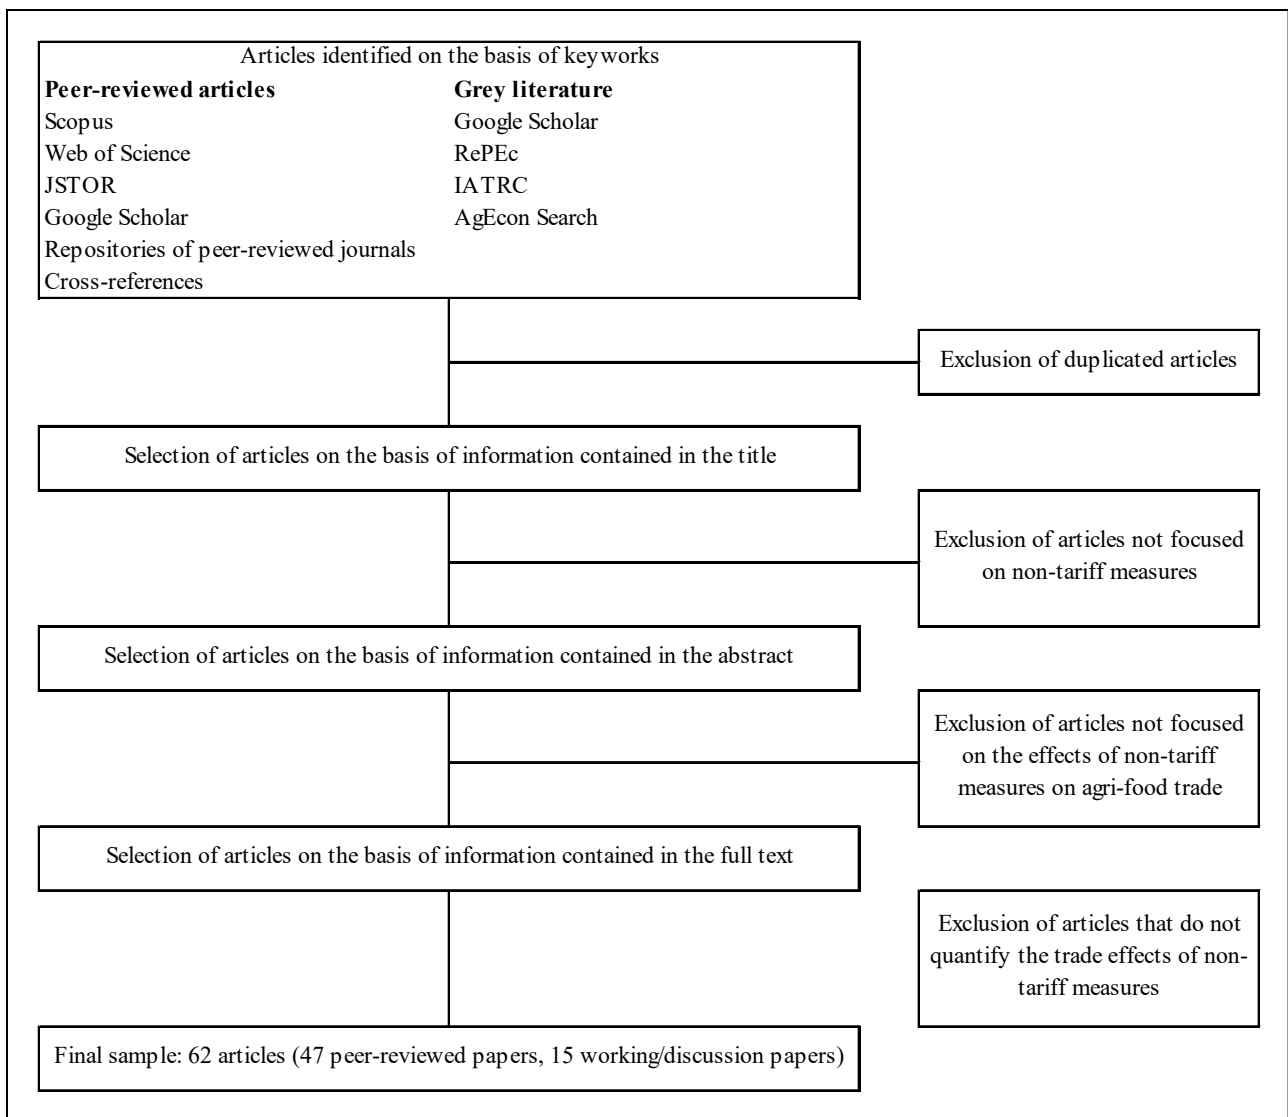 Articles identified on the basis of keyworks
Peer-reviewed articles
Scopus
Web of Science
JSTOR
Google Scholar
Repositories of peer-reviewed journals
Cross-references
Grey literature
Google Scholar
RePEc
IATRC
AgEcon Search
Exclusion of duplicated articles
Selection of articles on the basis of information contained in the title
Exclusion of articles not focused
on non-tariff measures
Selection of articles on the basis of information contained in the abstract
Exclusion of articles not focused
on the effects of non-tariff
measures on agri-food trade
Selection of articles on the basis of information contained in the full text
Exclusion of articles that do not
quantify the trade effects of non-
tariff measures
Final sample: 62 articles (47 peer-reviewed papers, 15 working/discussion papers)